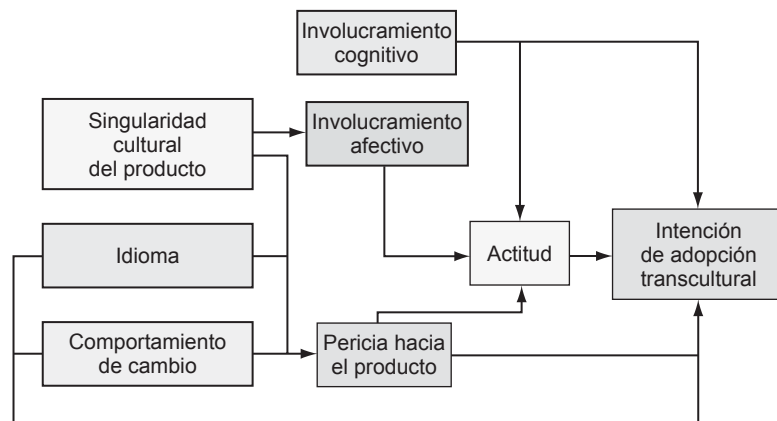 Involucramiento
cognitivo
Singularidad
cultural
del producto
Involucramiento
afectivo
Idioma
Actitud
Intención
de adopción
transcultural
Comportamiento
de cambio
Pericia hacia
el producto